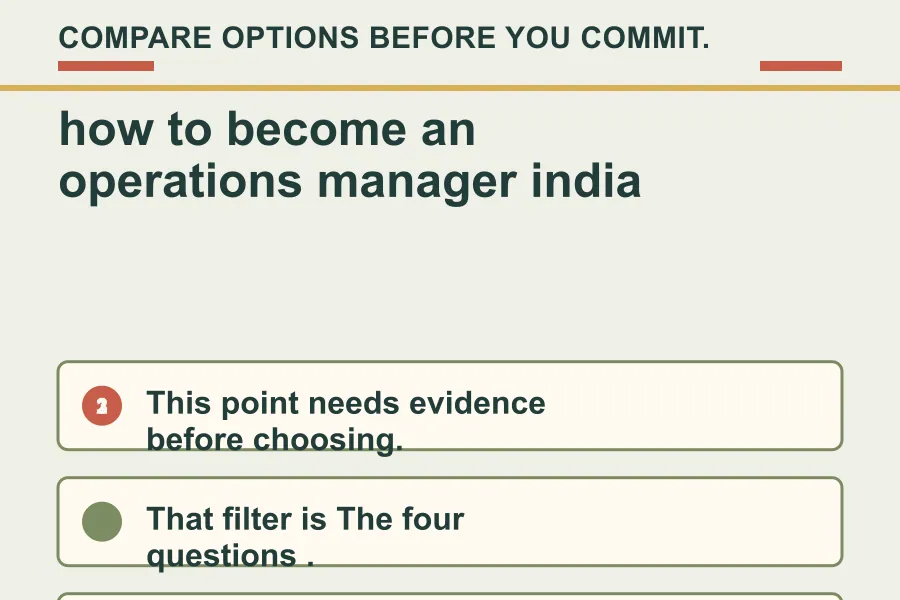 COMPARE OPTIONS BEFORE YOU COMMIT.
how to become an
operations manager india
This point needs evidence
before choosing.
That filter is The four
questions .